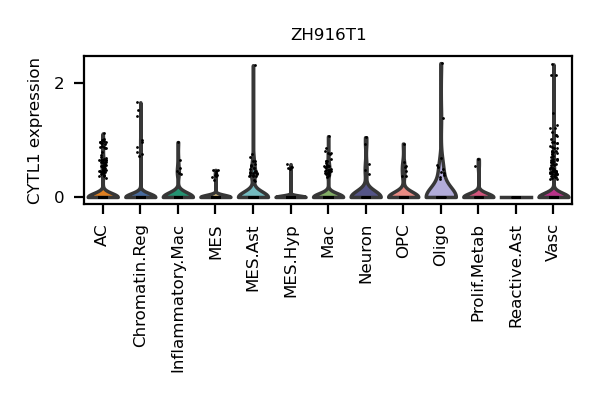 ZH916T1
CYTL1 expression
2
0
AC
Chromatin.Reg
Inflammatory.Mac
MES
MES.Ast
MES.Hyp
Mac
Neuron
OPC
Oligo
Prolif.Metab
Reactive.Ast
Vasc